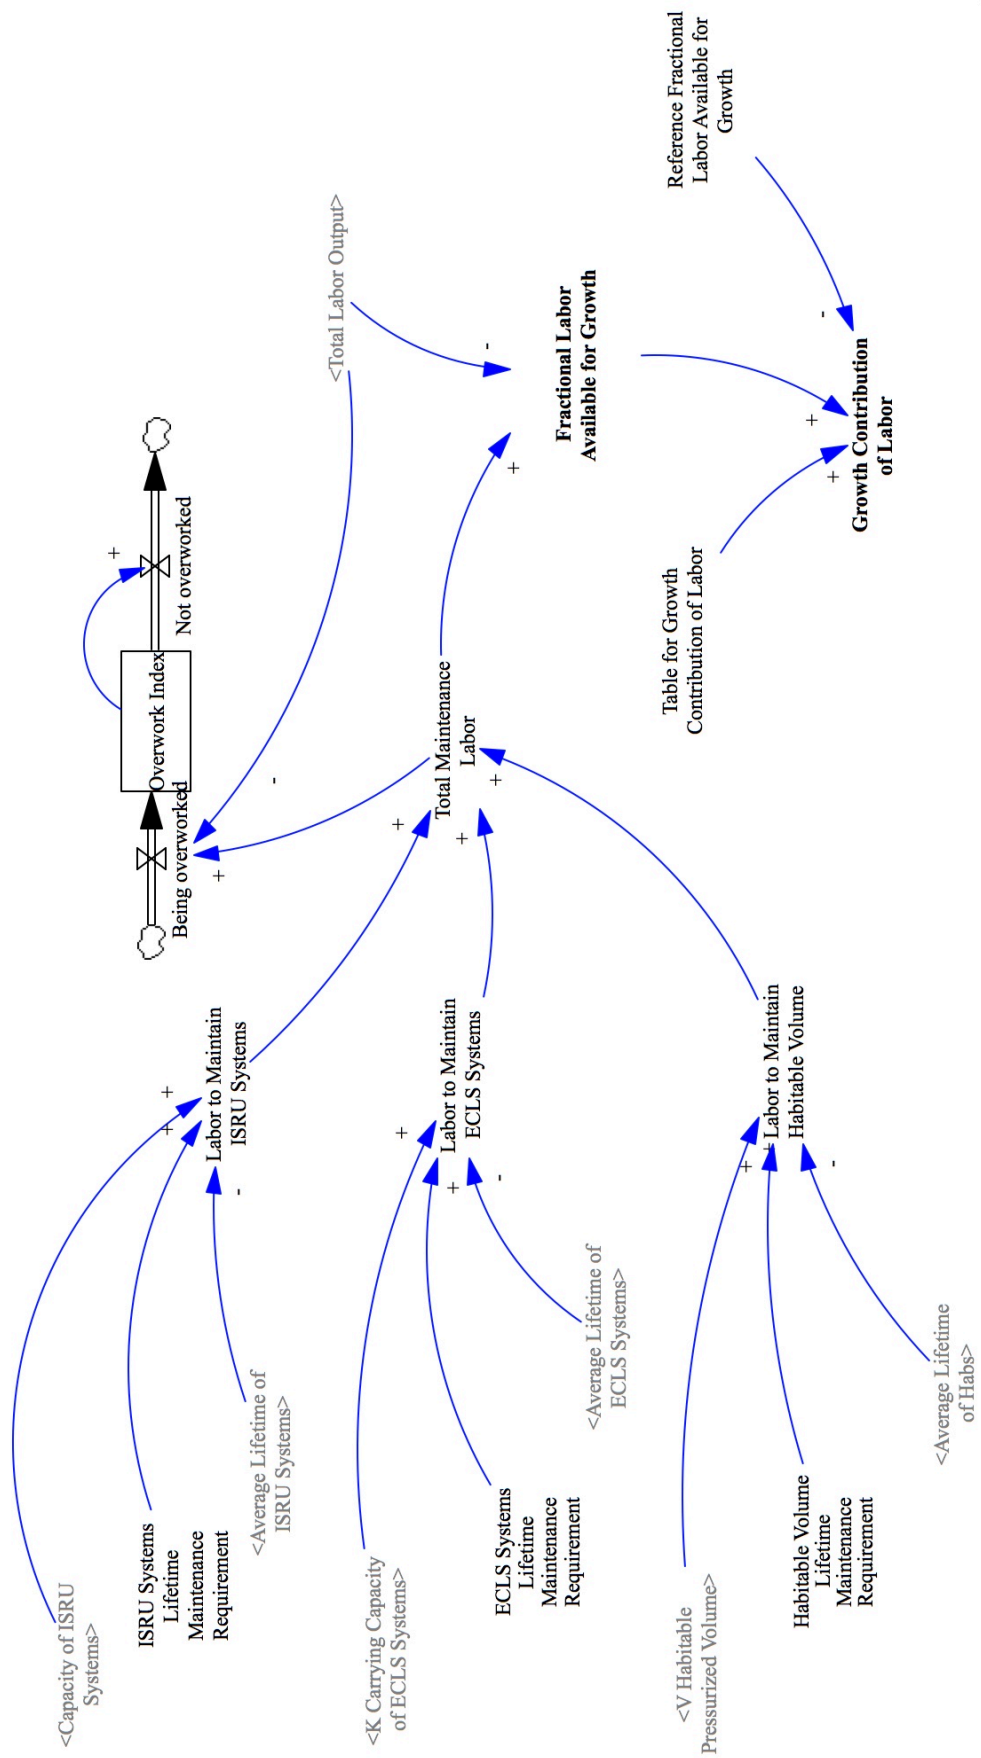 <Capacity of ISRU
Systems>
ISRU Systems
Lifetime
Maintenance
Requirement
<Average Lifetime of
ISRU Systems>
<K Carrying Capacity
of ECLS Systems>
ECLS Systems
Lifetime
Maintenance
Requirement
<Average Lifetime of
ECLS Systems>
<V Habitable
Pressurized Volume>
Habitable Volume
Lifetime
Maintenance
Requirement
<Average Lifetime
of Habs>
+
+
-
Labor to Maintain
ISRU Systems
+
+
-
Labor to Maintain
ECLS Systems
+
+
-
Labor to Maintain
Habitable Volume
Being overworked
+
-
Overwork Index
+
Not overworked
+
+
+
Total Maintenance
Labor
<Total Labor Output>
+
-
Fractional Labor
Available for Growth
Table for Growth
Contribution of Labor
+
+
-
Growth Contribution
of Labor
Reference Fractional
Labor Available for
Growth